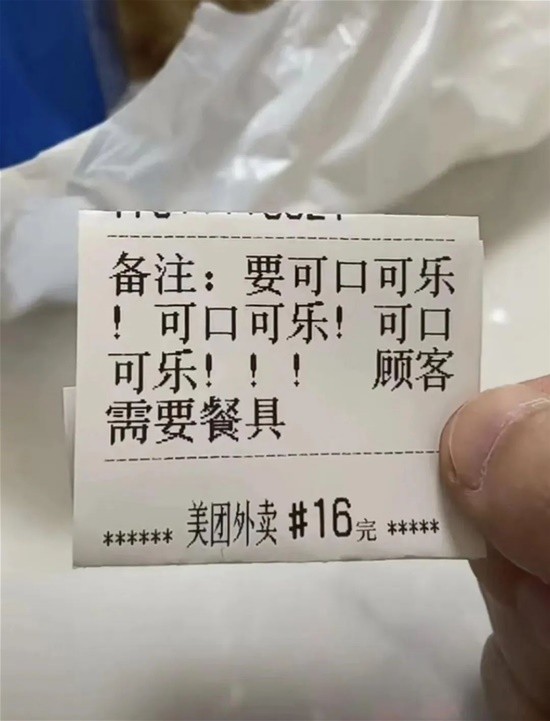 备注：要可口可乐
！可口可乐！可口
可乐！！！ 顾客
需要餐具
****** 美团外卖 #16完 *****